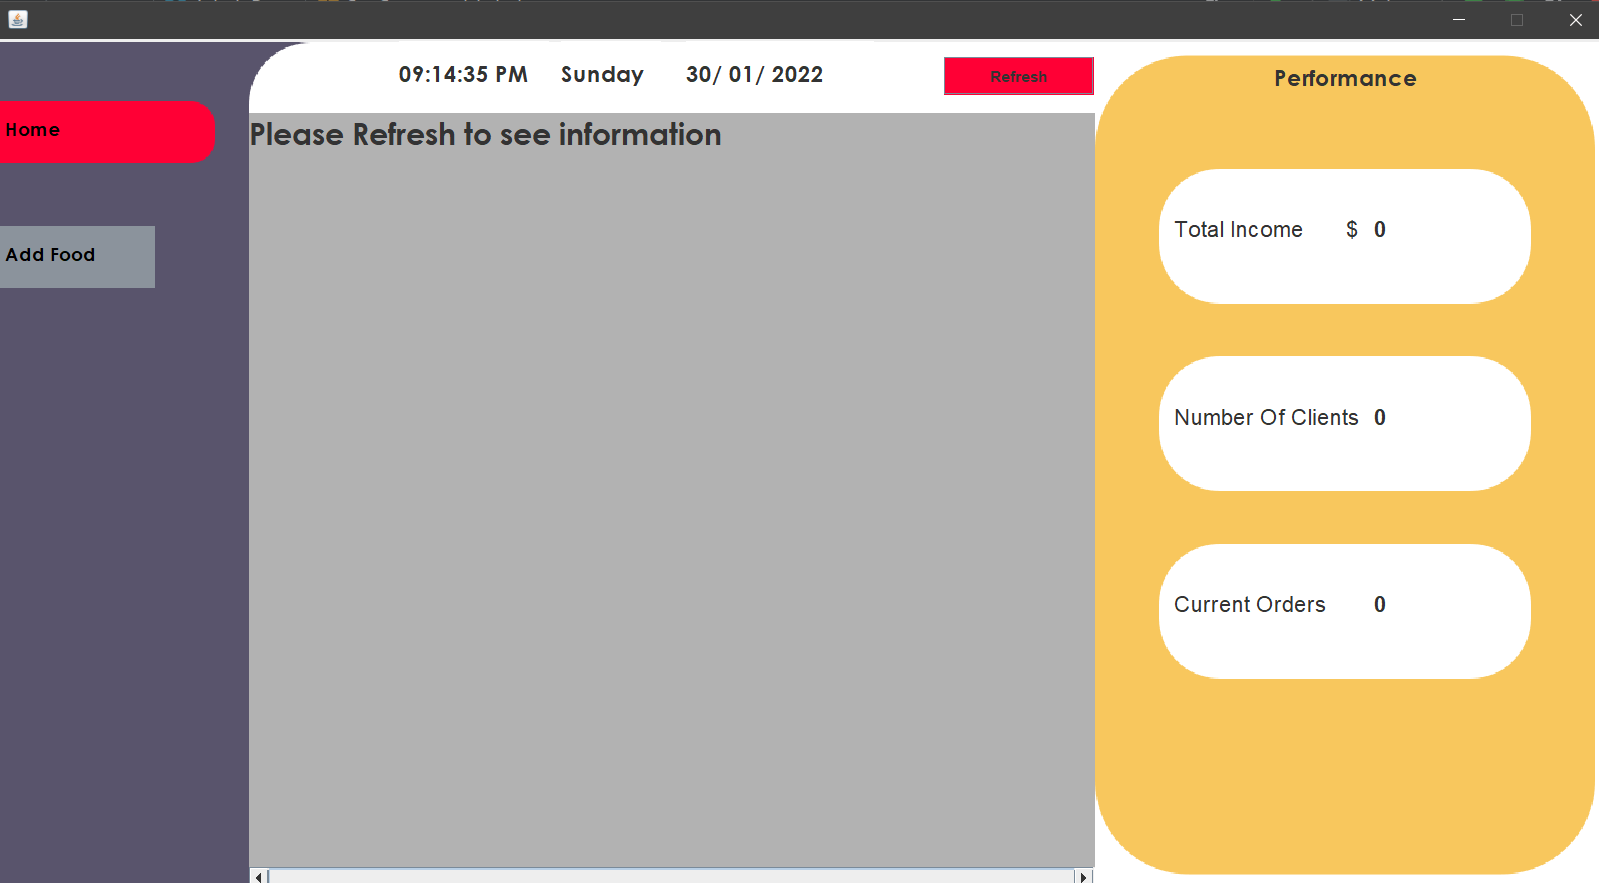 09:14:35 PM Sunday 30/ 01/ 2022
Refresh
Performance
Home
Add Food
Please Refresh to see information
Total Income $ 0
Number Of Clients 0
Current Orders 0